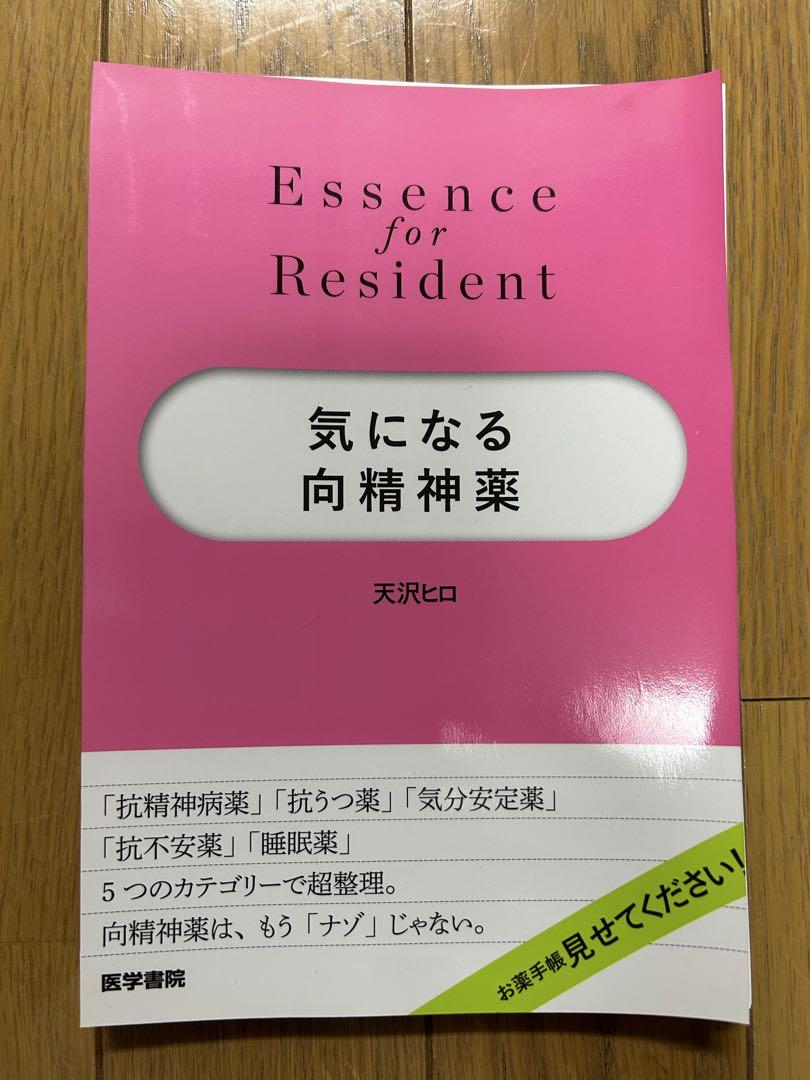 Essence
for
Resident
気になる
向精神薬
天沢ヒロ
「抗精神病薬」「抗うつ薬」「気分安定薬」
「抗不安薬」「睡眠薬」
5つのカテゴリーで超整理。
向精神薬は、もう「ナゾ」じゃない。
お薬手帳見せてください!
医学書院